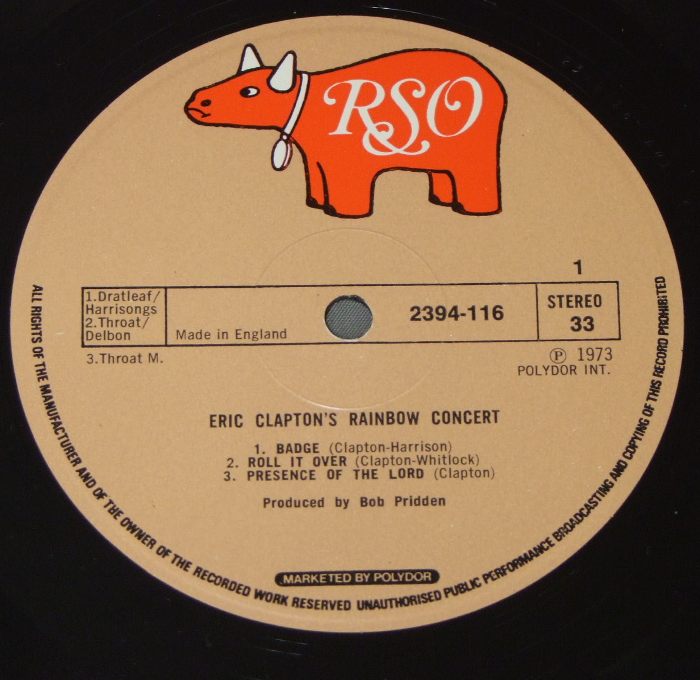 RSO
1
1.Dratleaf/
Harrisongs
2.Throat/
Delbon
3.Throat M.
Made in England
2394-116
STEREO
33
℗ 1973
POLYDOR INT.
ERIC CLAPTON'S RAINBOW CONCERT
1. BADGE (Clapton-Harrison)
2. ROLL IT OVER (Clapton-Whitlock)
3. PRESENCE OF THE LORD (Clapton)
Produced by Bob Pridden
MARKETED BY POLYDOR
ALL RIGHTS OF THE MANUFACTURER AND OF THE OWNER OF THE RECORDED WORK RESERVED UNAUTHORISED PUBLIC PERFORMANCE BROADCASTING AND COPYING OF THIS RECORD PROHIBITED